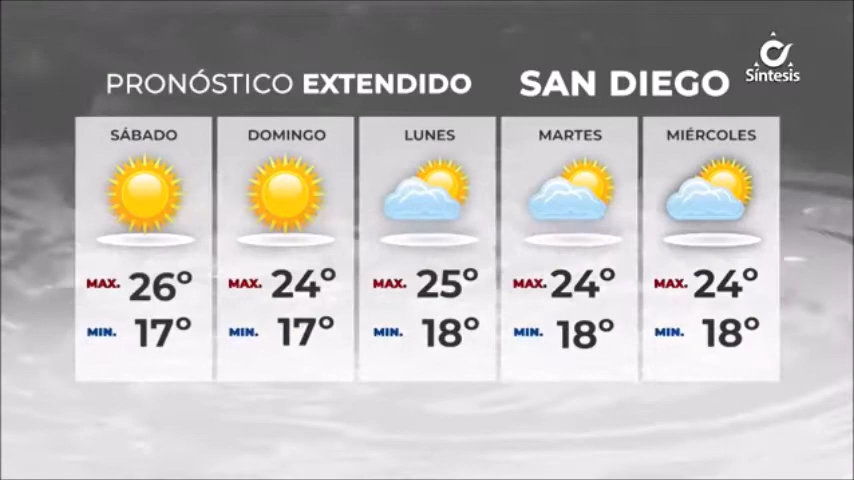 PRONÓSTICO EXTENDIDO SAN DIEGO
Síntesis
SÁBADO
MAX. 26°
MIN. 17°
DOMINGO
MAX. 24°
MIN. 17°
LUNES
MAX. 25°
MIN. 18°
MARTES
MAX. 24°
MIN. 18°
MIÉRCOLES
MAX. 24°
MIN. 18°